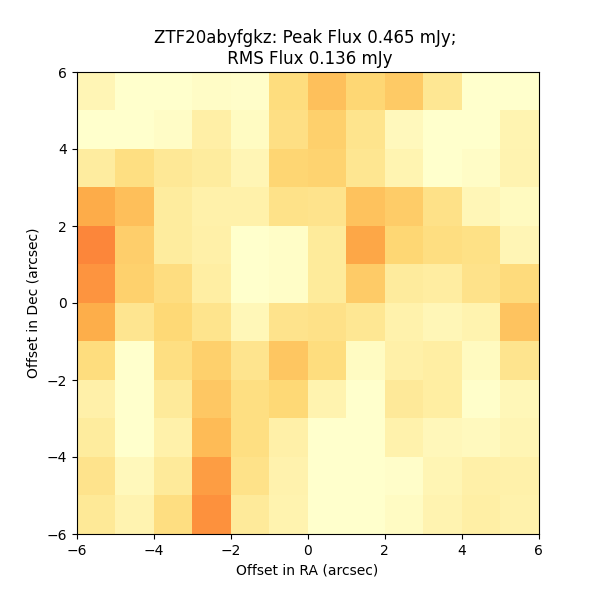 ZTF20abyfgkz: Peak Flux 0.465 mJy;
RMS Flux 0.136 mJy
6
4
2
0
−2
−4
−6
Offset in Dec (arcsec)
−6 −4 −2 0 2 4 6
Offset in RA (arcsec)